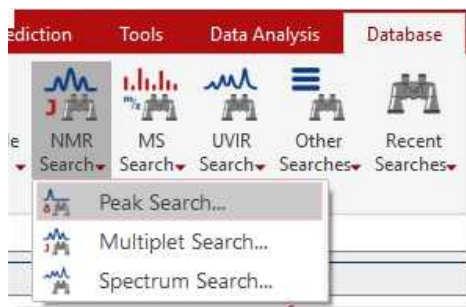 ediction Tools Data Analysis Database
J m/z
NMR MS UVIR Other Recent
Search Search Search Searches Searches
δ Peak Search...
J Multiplet Search...
Spectrum Search...